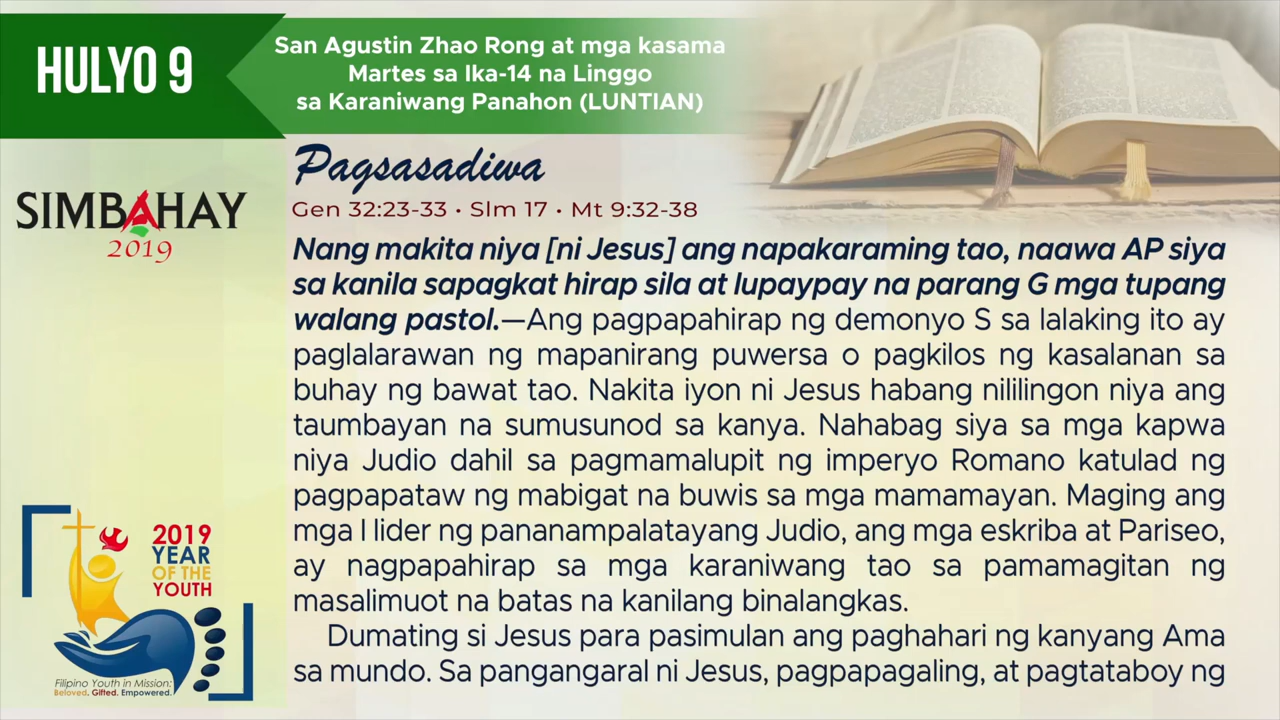 HULYO 9
San Agustin Zhao Rong at mga kasama
Martes sa Ika-14 na Linggo
sa Karaniwang Panahon (LUNTIAN)
SIMBAHAY
2019
Pagsasadiwa
Gen 32:23-33 • Slm 17 • Mt 9:32-38
Nang makita niya [ni Jesus] ang napakaraming tao, naawa AP siya
sa kanila sapagkat hirap sila at lupaypay na parang G mga tupang
walang pastol.—Ang pagpapahirap ng demonyo S sa lalaking ito ay
paglalarawan ng mapanirang puwersa o pagkilos ng kasalanan sa
buhay ng bawat tao. Nakita iyon ni Jesus habang nililingon niya ang
taumbayan na sumusunod sa kanya. Nahabag siya sa mga kapwa
niya Judio dahil sa pagmamalupit ng imperyo Romano katulad ng
pagpapataw ng mabigat na buwis sa mga mamamayan. Maging ang
mga l lider ng pananampalatayang Judio, ang mga eskriba at Pariseo,
ay nagpapahirap sa mga karaniwang tao sa pamamagitan ng
masalimuot na batas na kanilang binalangkas.
Dumating si Jesus para pasimulan ang paghahari ng kanyang Ama
sa mundo. Sa pangangaral ni Jesus, pagpapagaling, at pagtataboy ng
2019
YEAR
OF THE
YOUTH
Filipino Youth in Mission:
Beloved. Gifted. Empowered.